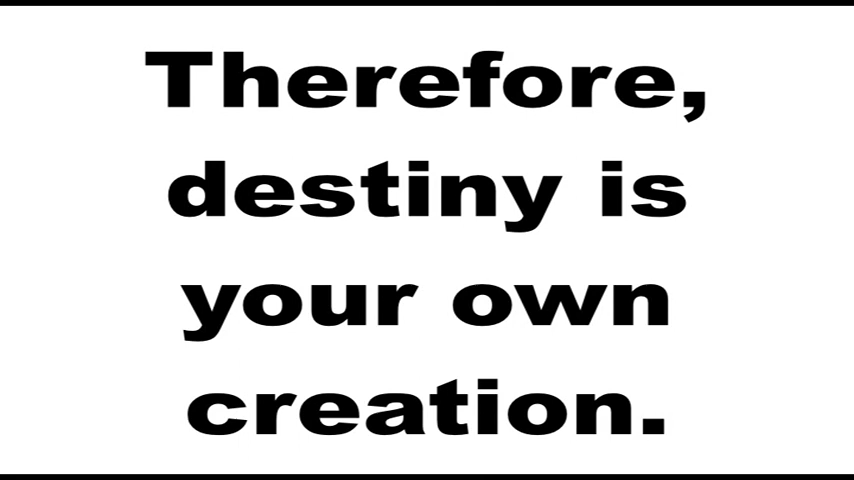 Therefore,
destiny is
your own
creation.